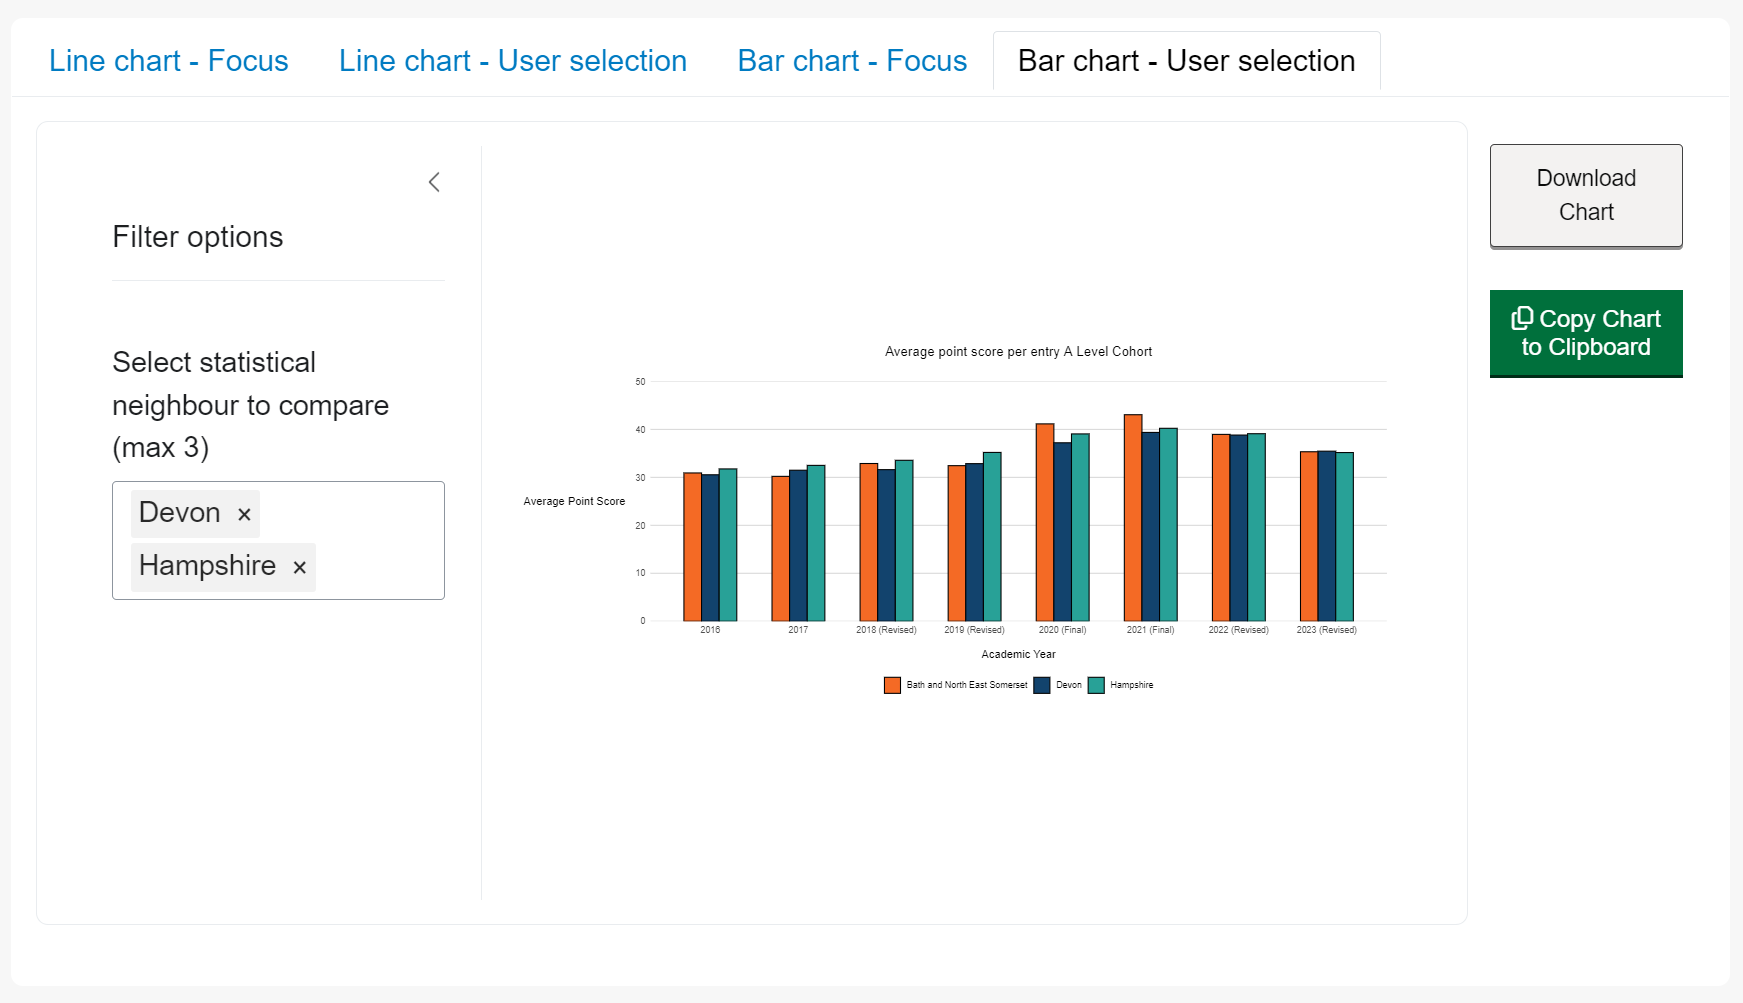 Line chart - Focus
Line chart - User selection
Bar chart - Focus
Bar chart - User selection
Filter options
Select statistical
neighbour to compare
(max 3)
Devon ×
Hampshire ×
Average point score per entry A Level Cohort
Average Point Score
50
40
30
20
10
0
2016
2017
2018 (Revised)
2019 (Revised)
2020 (Final)
2021 (Final)
2022 (Revised)
2023 (Revised)
Academic Year
Bath and North East Somerset
Devon
Hampshire
Download
Chart
Copy Chart
to Clipboard